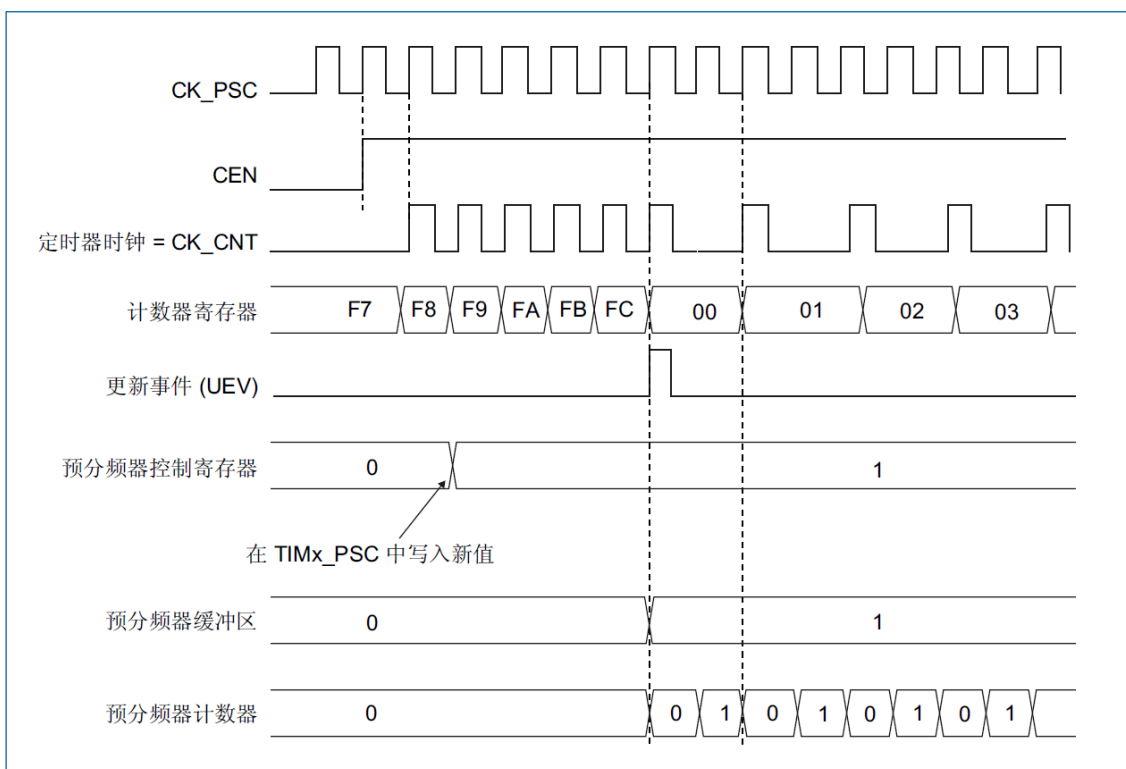 CK_PSC
CEN
定时器时钟 = CK_CNT
计数器寄存器 F7 F8 F9 FA FB FC 00 01 02 03
更新事件 (UEV)
预分频器控制寄存器 0 1
在 TIMx_PSC 中写入新值
预分频器缓冲区 0 1
预分频器计数器 0 0 1 0 1 0 1 0 1